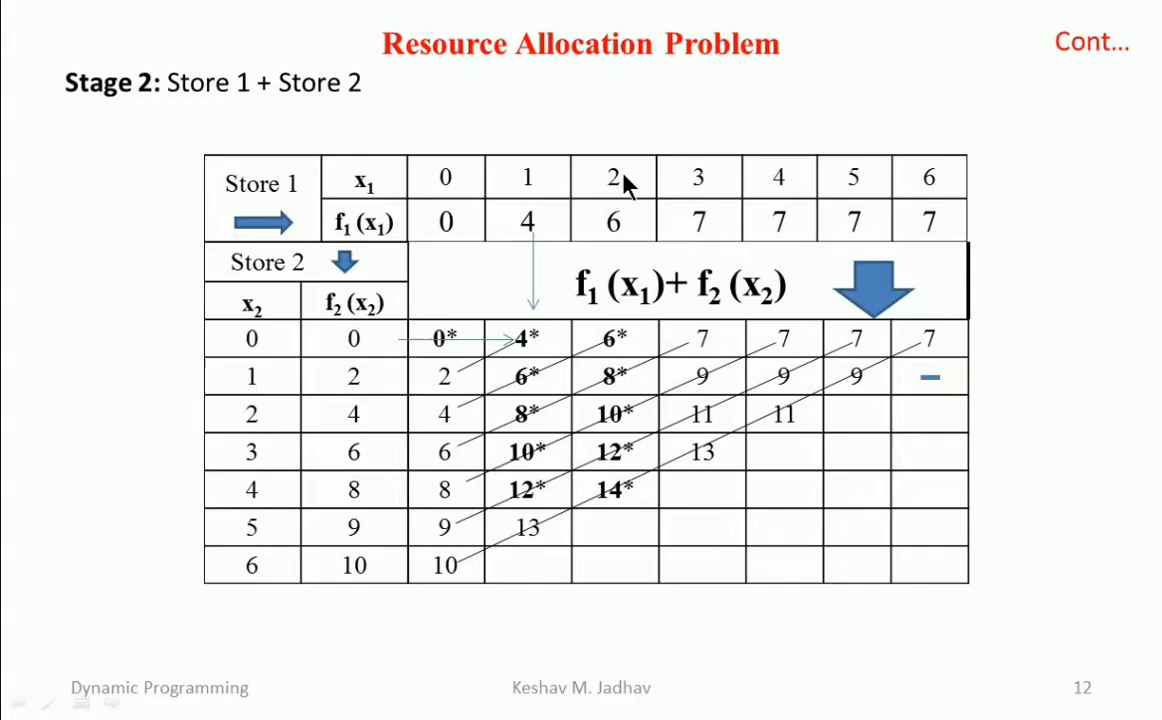 Resource Allocation Problem
Cont...
Stage 2: Store 1 + Store 2
Store 1 x₁ 0 1 2 3 4 5 6
f₁ (x₁) 0 4 6 7 7 7 7
Store 2
f₁ (x₁)+ f₂ (x₂)
x₂ f₂ (x₂)
0 0 0* 4* 6* 7 7 7 7
1 2 2 6* 8* 9 9 9 –
2 4 4 8* 10* 11 11
3 6 6 10* 12* 13
4 8 8 12* 14*
5 9 9 13
6 10 10
Dynamic Programming
Keshav M. Jadhav
12